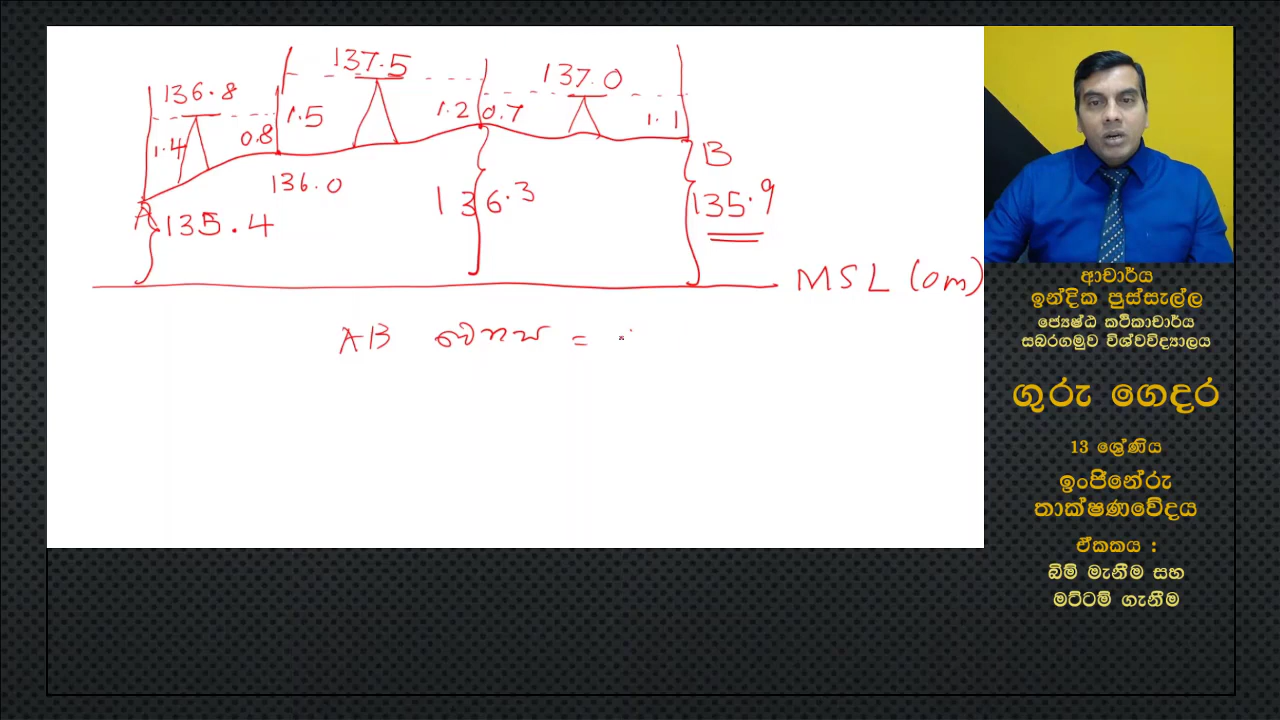 136.8
137.5
137.0
1.4
0.8
1.5
1.2
0.7
1.1
136.0
A
135.4
136.3
B
135.9
MSL (0m)
AB වෙනස =
ආචාර්ය
ඉන්දික පුස්සැල්ල
ජ්‍යෙෂ්ඨ කථිකාචාර්ය
සබරගමුව විශ්වවිද්‍යාලය
ගුරු ගෙදර
13 ශ්‍රේණිය
ඉංජිනේරු
තාක්ෂණවේදය
ඒකකය :
බිම් මැනීම සහ
මට්ටම් ගැනීම